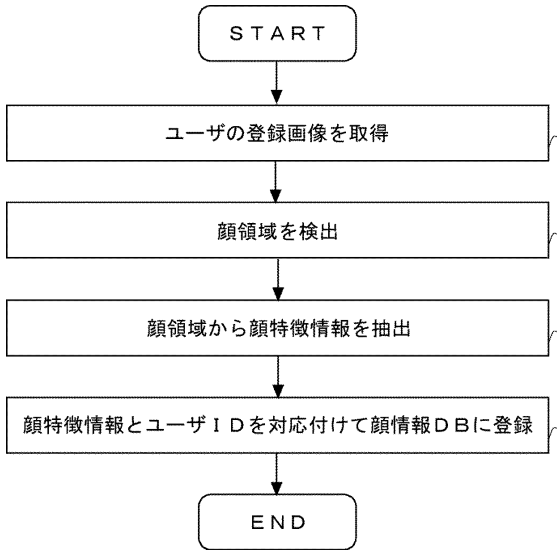 ＳＴＡＲＴ
ユーザの登録画像を取得
顔領域を検出
顔領域から顔特徴情報を抽出
顔特徴情報とユーザＩＤを対応付けて顔情報ＤＢに登録
ＥＮＤ